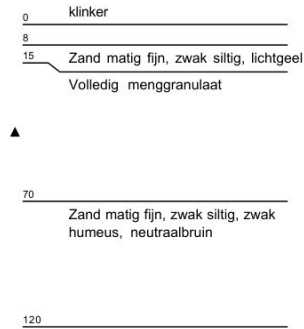 klinker
0
8
15 Zand matig fijn, zwak siltig, lichtgeel
Volledig menggranulaat
70
Zand matig fijn, zwak siltig, zwak
humeus, neutraalbruin
120